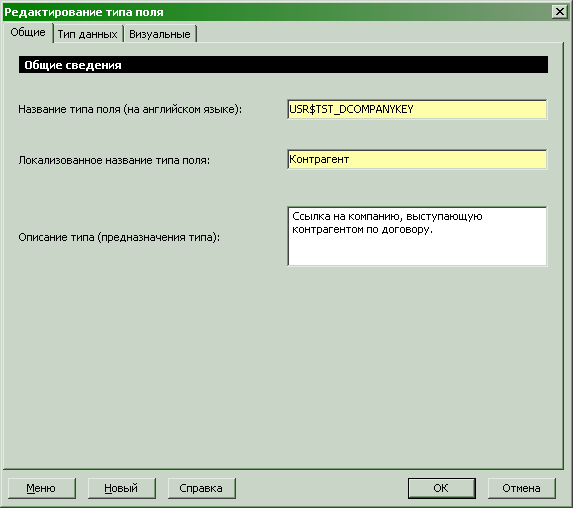 Редактирование типа поля
Общие Тип данных Визуальные
Общие сведения
Название типа поля (на английском языке): USR$TST_DCOMPANYKEY
Локализованное название типа поля: Контрагент
Описание типа (предназначения типа): Ссылка на компанию, выступающую
контрагентом по договору.
Меню Новый Справка OK Отмена